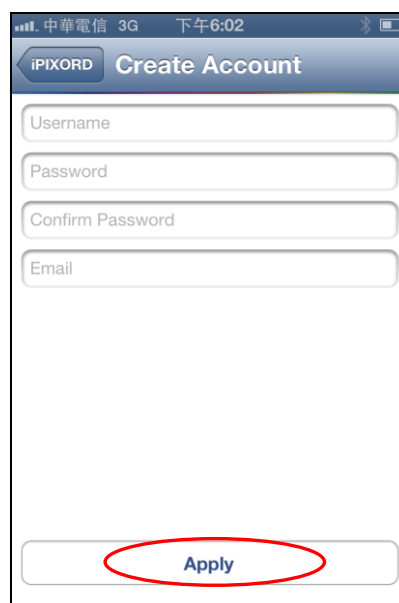 中華電信 3G 下午6:02
iPIXORD Create Account
Username
Password
Confirm Password
Email
Apply